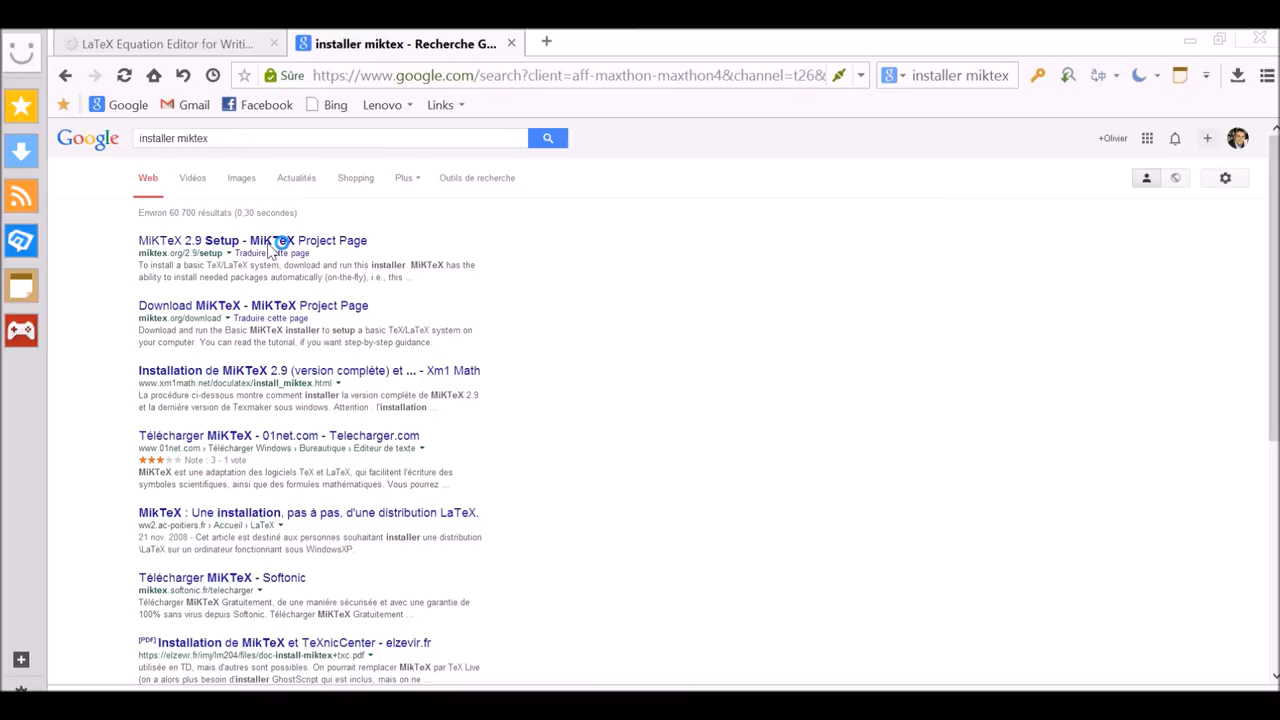 LaTeX Equation Editor for Writi...
installer miktex - Recherche G...
Sûre https://www.google.com/search?client=aff-maxthon-maxthon4&channel=t26&
installer miktex
Google Gmail Facebook Bing Lenovo Links
Google
installer miktex
+Olivier
Web Vidéos Images Actualités Shopping Plus Outils de recherche
Environ 60 700 résultats (0,30 secondes)
MiKTeX 2.9 Setup - MiKTeX Project Page
miktex.org/2.9/setup Traduire cette page
To install a basic TeX/LaTeX system, download and run this installer. MiKTeX has the
ability to install needed packages automatically (on-the-fly), i.e., this ...
Download MiKTeX - MiKTeX Project Page
miktex.org/download Traduire cette page
Download and run the Basic MiKTeX installer to setup a basic TeX/LaTeX system on
your computer. You can read the tutorial, if you want step-by-step guidance.
Installation de MiKTEX 2.9 (version complète) et ... - Xm1 Math
www.xm1math.net/doculatex/install_miktex.html
La procédure ci-dessous montre comment installer la version complète de MiKTEX 2.9
et la dernière version de Texmaker sous windows. Attention : l'installation ...
Télécharger MiKTeX - 01net.com - Telecharger.com
www.01net.com › Télécharger Windows › Bureautique › Editeur de texte
Note : 3 - 1 vote
MiKTeX est une adaptation des logiciels TeX et LaTeX, qui facilitent l'écriture des
symboles scientifiques, ainsi que des formules mathématiques. Vous pourrez ...
MikTeX : Une installation, pas à pas, d'une distribution LaTeX.
ww2.ac-poitiers.fr › Accueil › LaTeX
21 nov. 2008 - Cet article est destiné aux personnes souhaitant installer une distribution
\LaTeX sur un ordinateur fonctionnant sous WindowsXP.
Télécharger MiKTeX - Softonic
miktex.softonic.fr/telecharger
Télécharger MiKTeX Gratuitement, de une manière sécurisée et avec une garantie de
100% sans virus depuis Softonic. Télécharger MiKTeX Gratuitement ...
[PDF] Installation de MikTeX et TeXnicCenter - elzevir.fr
https://elzevir.fr/imj/lm204/files/doc-install-miktex+txc.pdf
utilisée en TD, mais d'autres sont possibles. On pourrait remplacer MikTeX par TeX Live
(on a alors plus besoin d'installer GhostScript qui est inclus, mais on ne ...